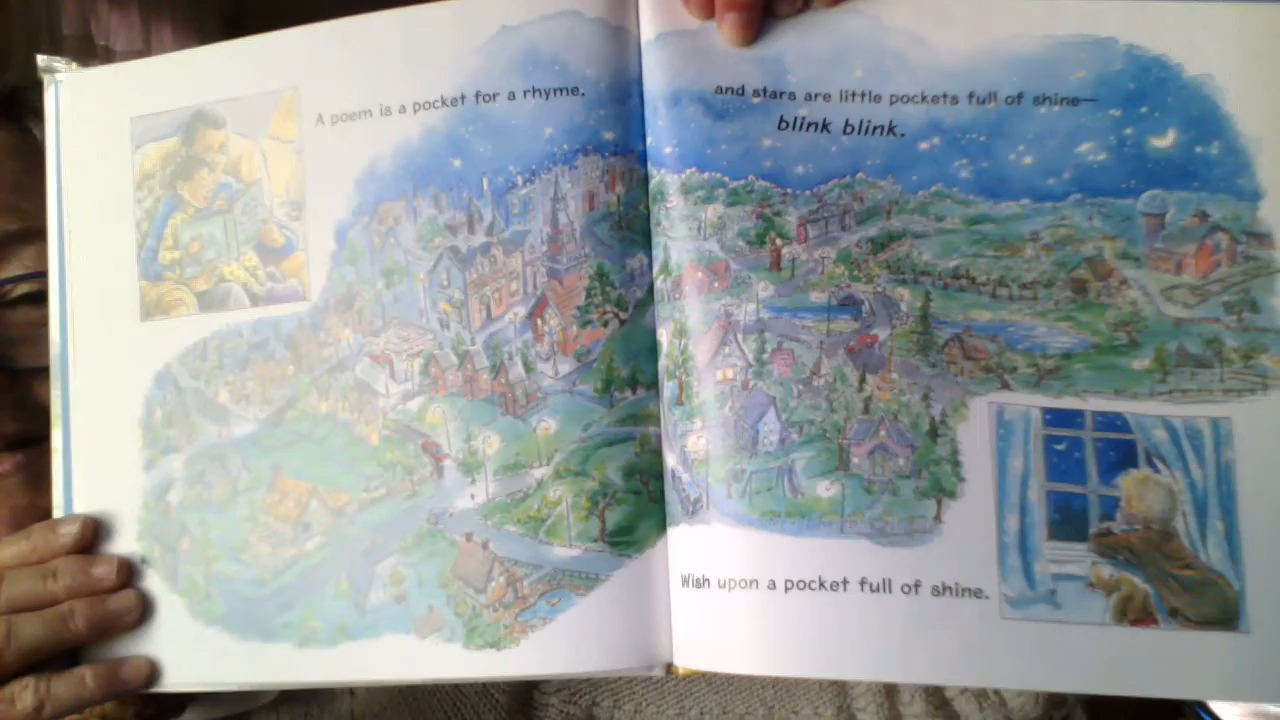 A poem is a pocket for a rhyme,
and stars are little pockets full of shine—
blink blink.
Wish upon a pocket full of shine.